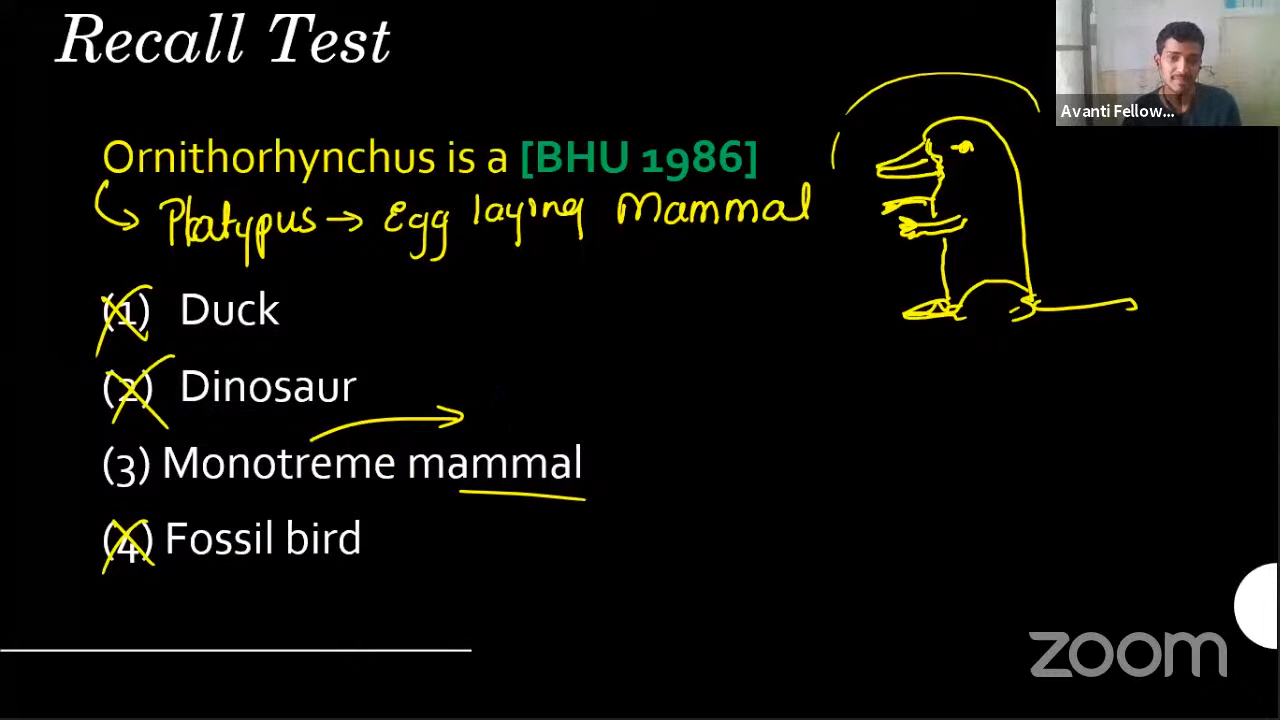 Recall Test
Avanti Fellow...
Ornithorhynchus is a [BHU 1986]
Platypus → Egg laying Mammal
(1) Duck
(2) Dinosaur
(3) Monotreme mammal
(4) Fossil bird
zoom